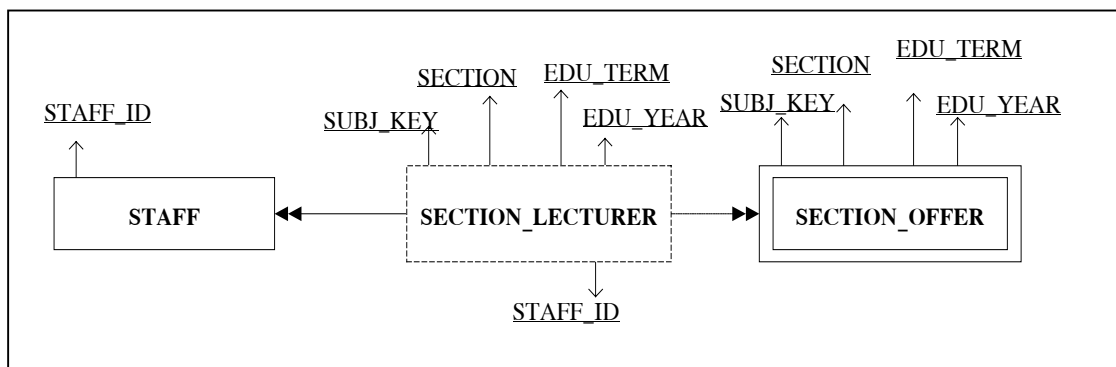 EDU_TERM
SECTION
EDU_TERM
SECTION
STAFF_ID
SUBJ_KEY
EDU_YEAR
SUBJ_KEY
EDU_YEAR
STAFF
SECTION_LECTURER
SECTION_OFFER
STAFF_ID